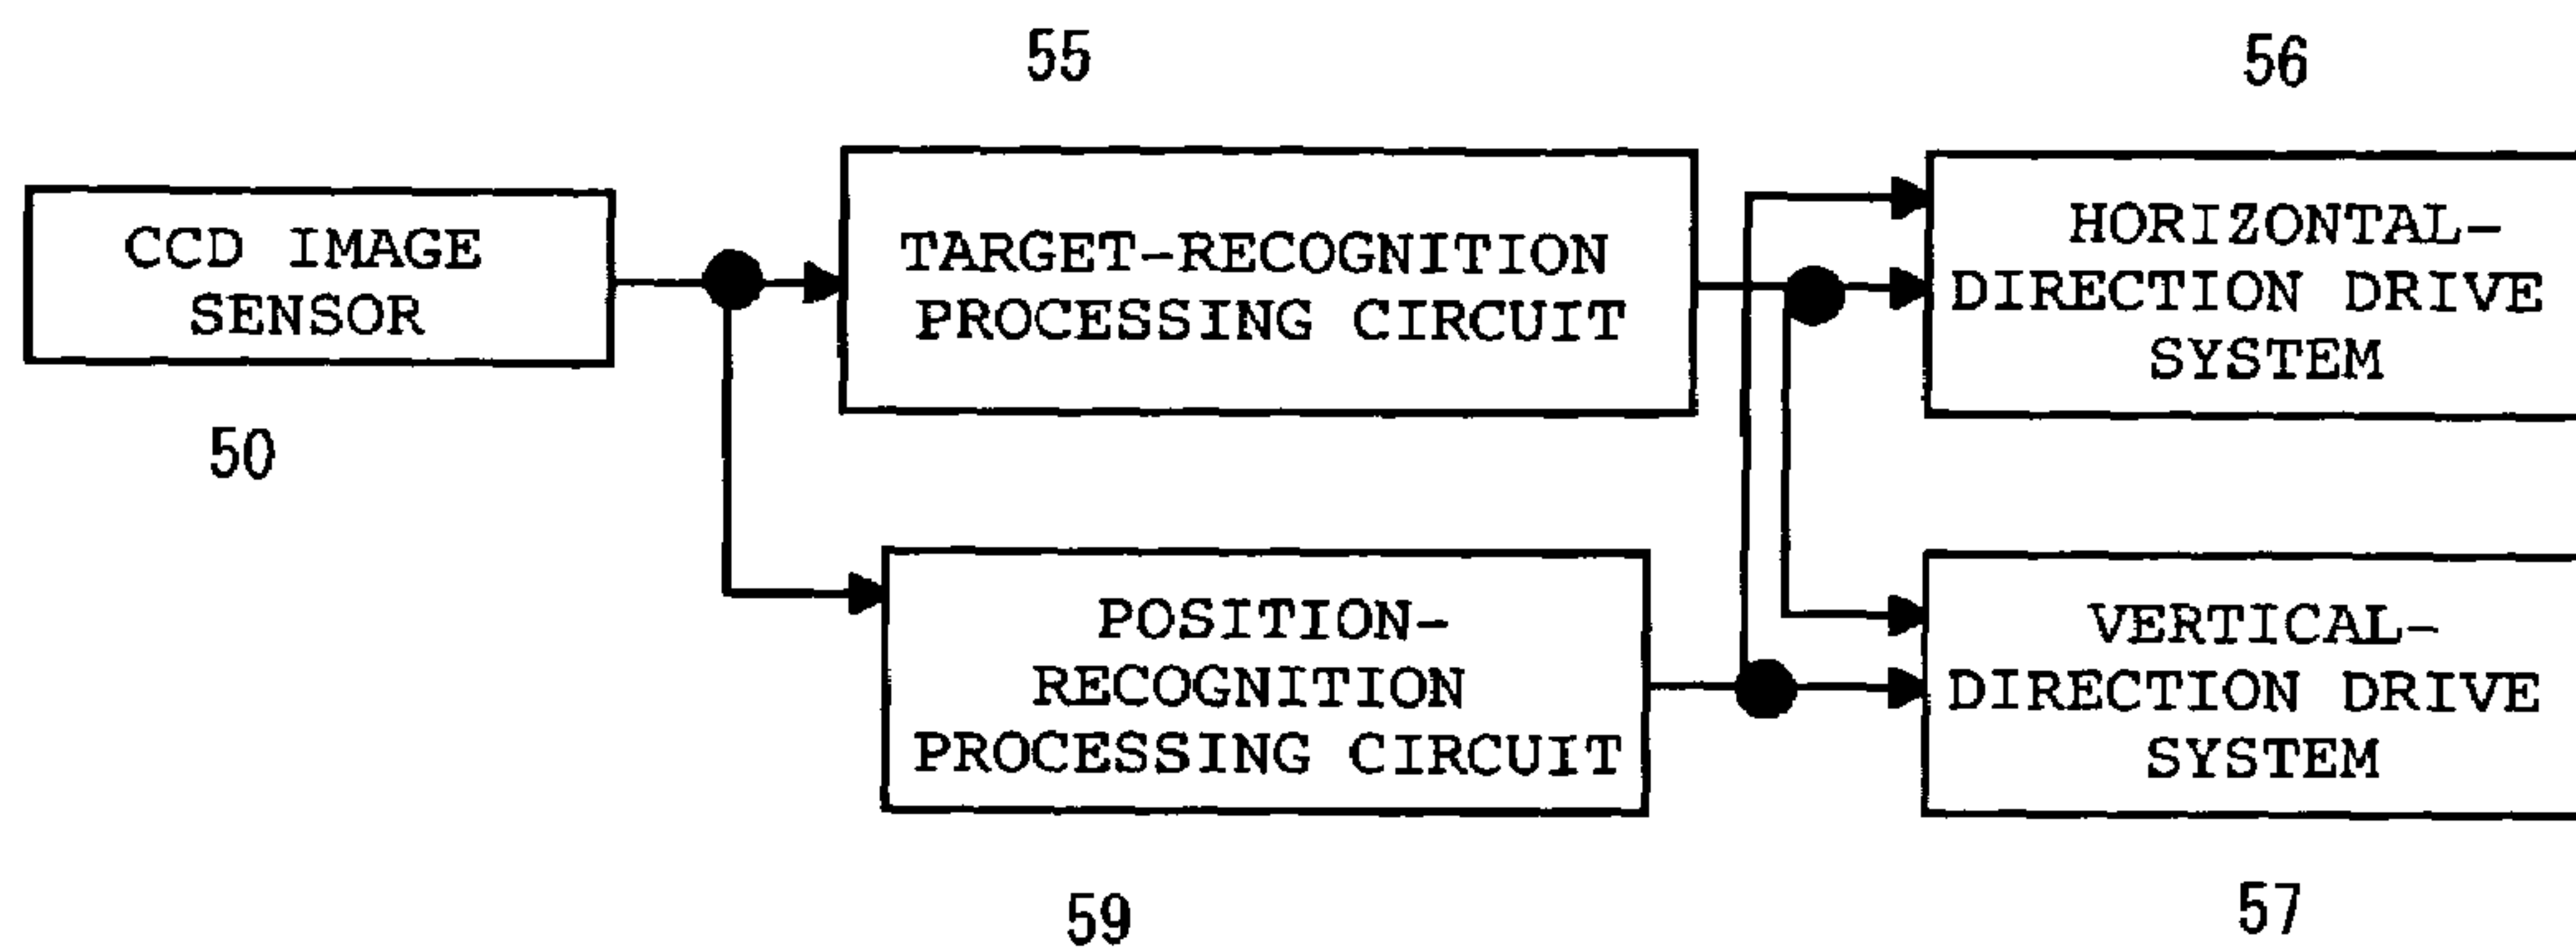 55
56
CCD IMAGE
SENSOR
50
TARGET-RECOGNITION
PROCESSING CIRCUIT
HORIZONTAL-
DIRECTION DRIVE
SYSTEM
POSITION-
RECOGNITION
PROCESSING CIRCUIT
59
VERTICAL-
DIRECTION DRIVE
SYSTEM
57